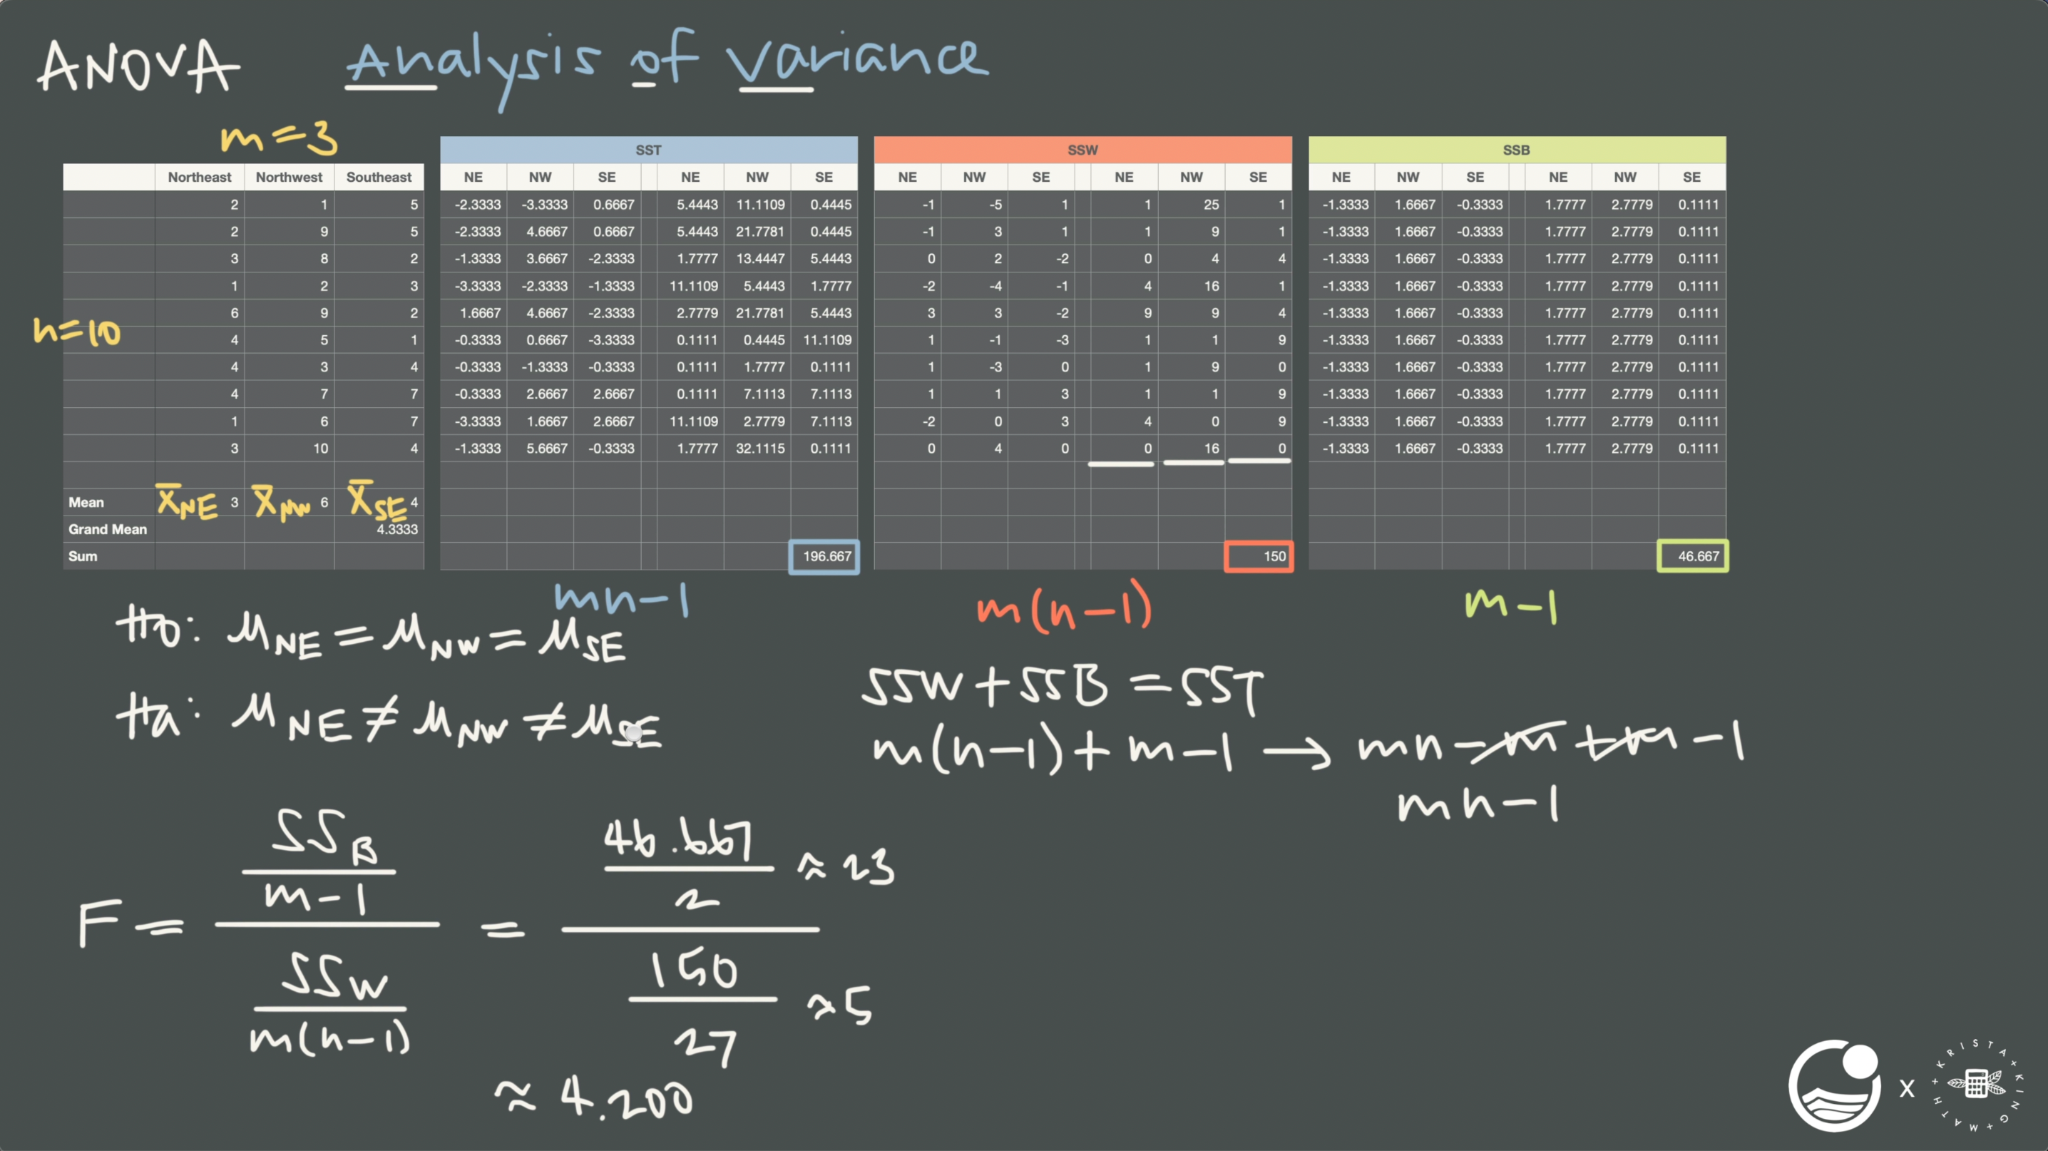 ANOVA Analysis of variance
m=3
n=10
Northeast Northwest Southeast
2 1 5
2 9 5
3 8 2
1 2 3
6 9 2
4 5 1
4 3 4
4 7 7
1 6 7
3 10 4
Mean x̄NE 3 x̄NW 6 x̄SE 4
Grand Mean 4.3333
Sum
SST
NE NW SE NE NW SE
-2.3333 -3.3333 0.6667 5.4443 11.1109 0.4445
-2.3333 4.6667 0.6667 5.4443 21.7781 0.4445
-1.3333 3.6667 -2.3333 1.7777 13.4447 5.4443
-3.3333 -2.3333 -1.3333 11.1109 5.4443 1.7777
1.6667 4.6667 -2.3333 2.7779 21.7781 5.4443
-0.3333 0.6667 -3.3333 0.1111 0.4445 11.1109
-0.3333 -1.3333 -0.3333 0.1111 1.7777 0.1111
-0.3333 2.6667 2.6667 0.1111 7.1113 7.1113
-3.3333 1.6667 2.6667 11.1109 2.7779 7.1113
-1.3333 5.6667 -0.3333 1.7777 32.1115 0.1111
196.667
mn-1
SSW
NE NW SE NE NW SE
-1 -5 1 1 25 1
-1 3 1 1 9 1
0 2 -2 0 4 4
-2 -4 -1 4 16 1
3 3 -2 9 9 4
1 -1 -3 1 1 9
1 -3 0 1 9 0
1 1 3 1 1 9
-2 0 3 4 0 9
0 4 0 0 16 0
150
m(n-1)
SSB
NE NW SE NE NW SE
-1.3333 1.6667 -0.3333 1.7777 2.7779 0.1111
-1.3333 1.6667 -0.3333 1.7777 2.7779 0.1111
-1.3333 1.6667 -0.3333 1.7777 2.7779 0.1111
-1.3333 1.6667 -0.3333 1.7777 2.7779 0.1111
-1.3333 1.6667 -0.3333 1.7777 2.7779 0.1111
-1.3333 1.6667 -0.3333 1.7777 2.7779 0.1111
-1.3333 1.6667 -0.3333 1.7777 2.7779 0.1111
-1.3333 1.6667 -0.3333 1.7777 2.7779 0.1111
-1.3333 1.6667 -0.3333 1.7777 2.7779 0.1111
-1.3333 1.6667 -0.3333 1.7777 2.7779 0.1111
46.667
m-1
Ho: μNE = μNW = μSE
Ha: μNE ≠ μNW ≠ μSE
SSW + SSB = SST
m(n-1) + m-1 → mn - m + m - 1
mn-1
SSB 46.667 ≈ 23
m-1 2
F = =
SSW 150 ≈ 5
m(n-1) 27
≈ 4.200
x
KRISTA + KING + MATH +